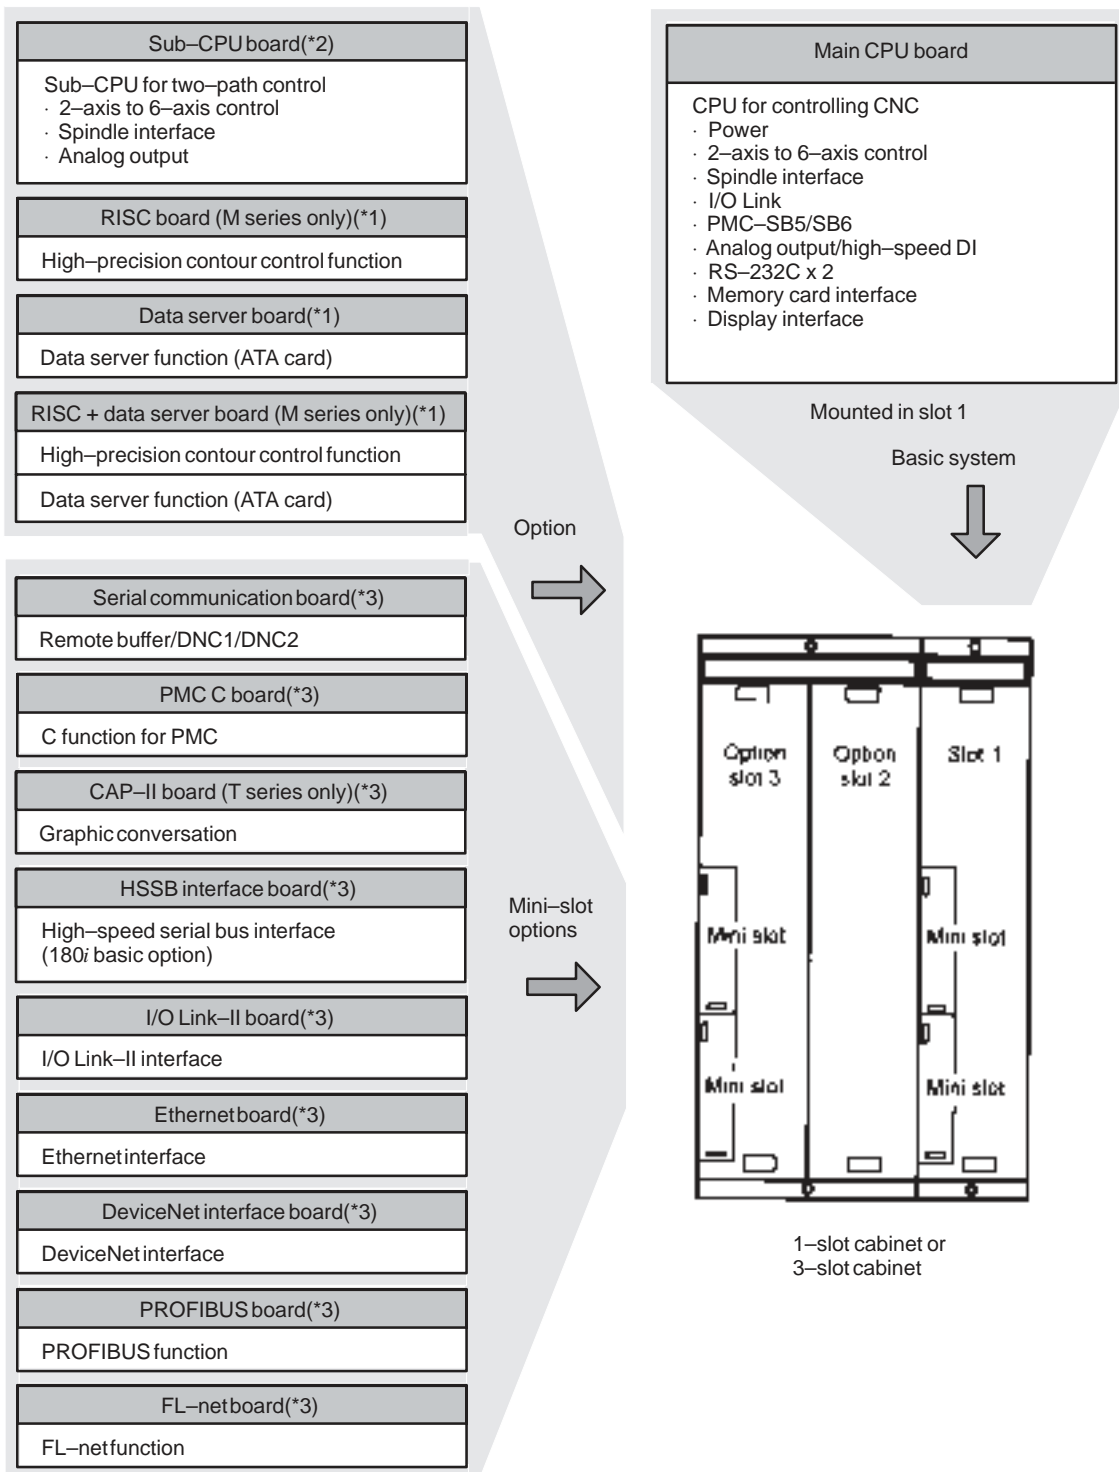 Sub–CPU board(*2)
Sub–CPU for two–path control
· 2–axis to 6–axis control
· Spindle interface
· Analog output
RISC board (M series only)(*1)
High–precision contour control function
Data server board(*1)
Data server function (ATA card)
RISC + data server board (M series only)(*1)
High–precision contour control function
Data server function (ATA card)
Serial communication board(*3)
Remote buffer/DNC1/DNC2
PMC C board(*3)
C function for PMC
CAP–II board (T series only)(*3)
Graphic conversation
HSSB interface board(*3)
High–speed serial bus interface
(180i basic option)
I/O Link–II board(*3)
I/O Link–II interface
Ethernet board(*3)
Ethernet interface
DeviceNet interface board(*3)
DeviceNet interface
PROFIBUS board(*3)
PROFIBUS function
FL–net board(*3)
FL–net function
Option
Mini–slot
options
Main CPU board
CPU for controlling CNC
· Power
· 2–axis to 6–axis control
· Spindle interface
· I/O Link
· PMC–SB5/SB6
· Analog output/high–speed DI
· RS–232C x 2
· Memory card interface
· Display interface
Mounted in slot 1
Basic system
Option
slot 3
Option
slot 2
Slot 1
Mini slot
Mini slot
Mini slot
Mini slot
1–slot cabinet or
3–slot cabinet